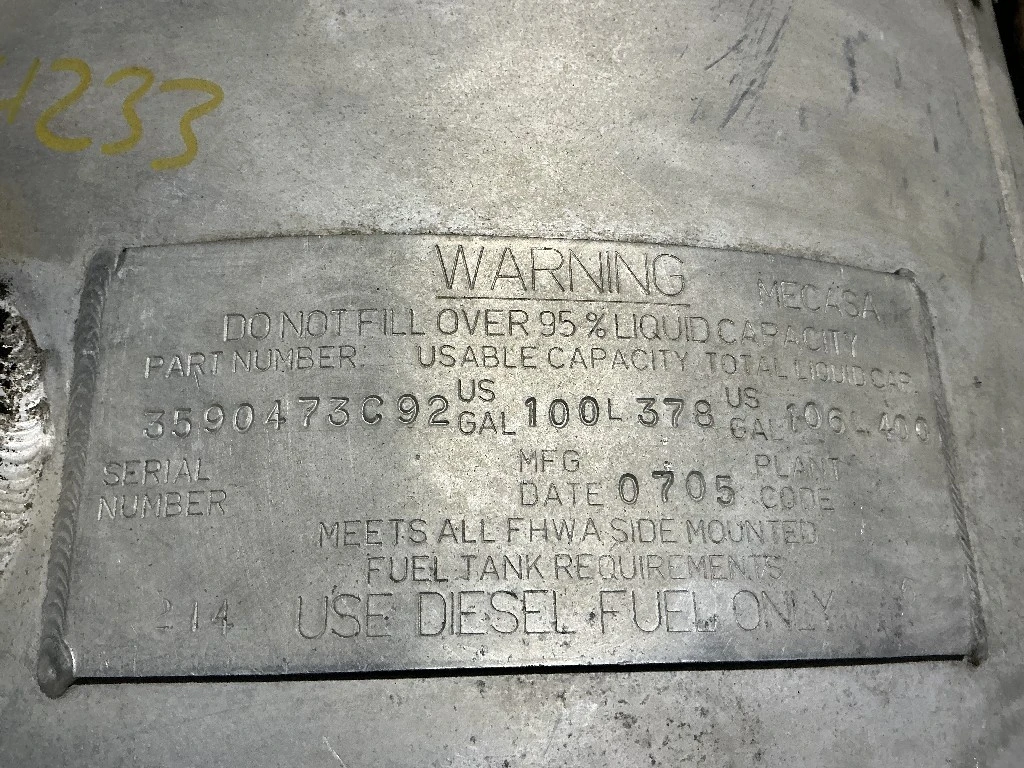 4233
WARNING MECASA
DO NOT FILL OVER 95% LIQUID CAPACITY
PART NUMBER: USABLE CAPACITY TOTAL LIQUID CAP.
3590473C92 US GAL 100 L 378 US GAL 106 L 400
SERIAL NUMBER MFG DATE 0705 PLANT CODE
MEETS ALL FHWA SIDE MOUNTED
FUEL TANK REQUIREMENTS
214 USE DIESEL FUEL ONLY